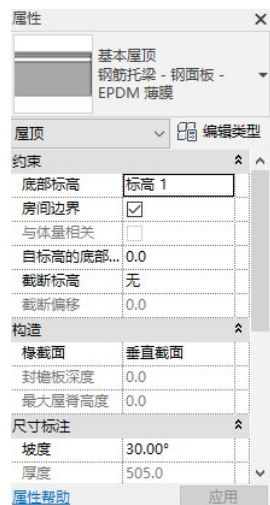 属性
基本屋顶
钢筋托梁 - 钢面板 -
EPDM 薄膜
屋顶
编辑类型
约束
底部标高 标高 1
房间边界
与体量相关
自标高的底部... 0.0
截断标高 无
截断偏移 0.0
构造
椽截面 垂直截面
封檐板深度 0.0
最大屋脊高度 0.0
尺寸标注
坡度 30.00°
厚度 505.0
属性帮助 应用